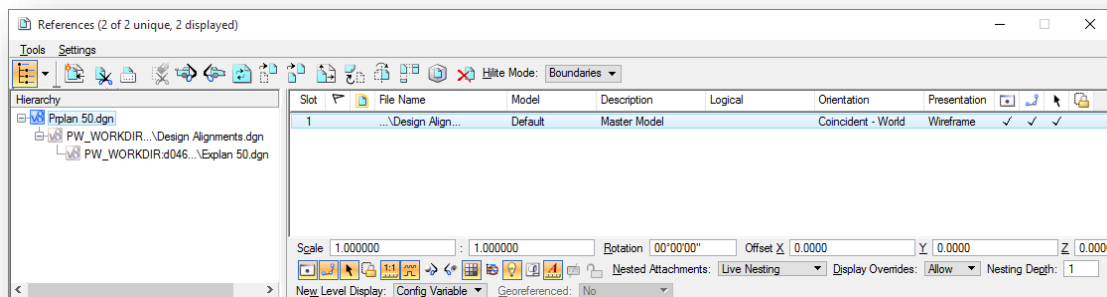 References (2 of 2 unique, 2 displayed)
Tools Settings
Hilite Mode: Boundaries
Hierarchy
Slot File Name Model Description Logical Orientation Presentation
Prplan 50.dgn
1 ...\Design Align... Default Master Model Coincident - World Wireframe
PW_WORKDIR...\Design Alignments.dgn
PW_WORKDIR:d046...\Explan 50.dgn
Scale 1.000000 : 1.000000 Rotation 00°00'00" Offset X 0.0000 Y 0.0000 Z 0.000
1:1 A Nested Attachments: Live Nesting Display Overrides: Allow Nesting Depth: 1
New Level Display: Config Variable Georeferenced: No